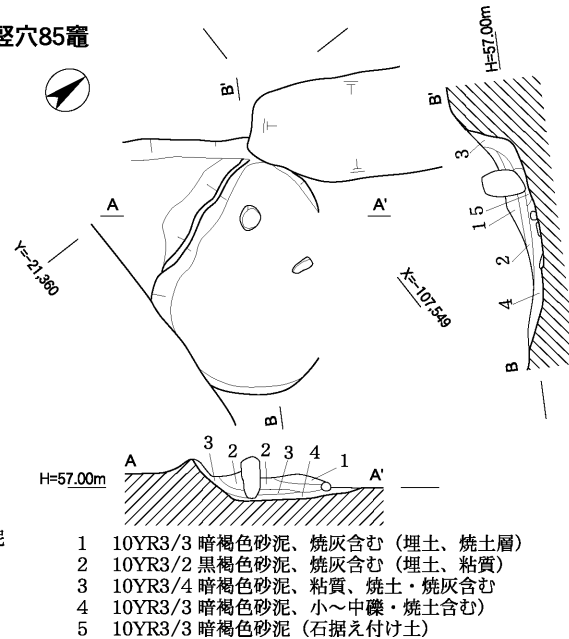 竪穴85竈
H=57.00m
B'
B'
3
A
A'
1 5
2
Y=-21,360
X=-107,549
4
B
B
3 2 2 3 4 1
A
A'
H=57.00m
1 10YR3/3 暗褐色砂泥、焼灰含む（埋土、焼土層）
2 10YR3/2 黒褐色砂泥、焼灰含む（埋土、粘質）
3 10YR3/4 暗褐色砂泥、粘質、焼土・焼灰含む
4 10YR3/3 暗褐色砂泥、小～中礫・焼土含む）
5 10YR3/3 暗褐色砂泥（石据え付け土）